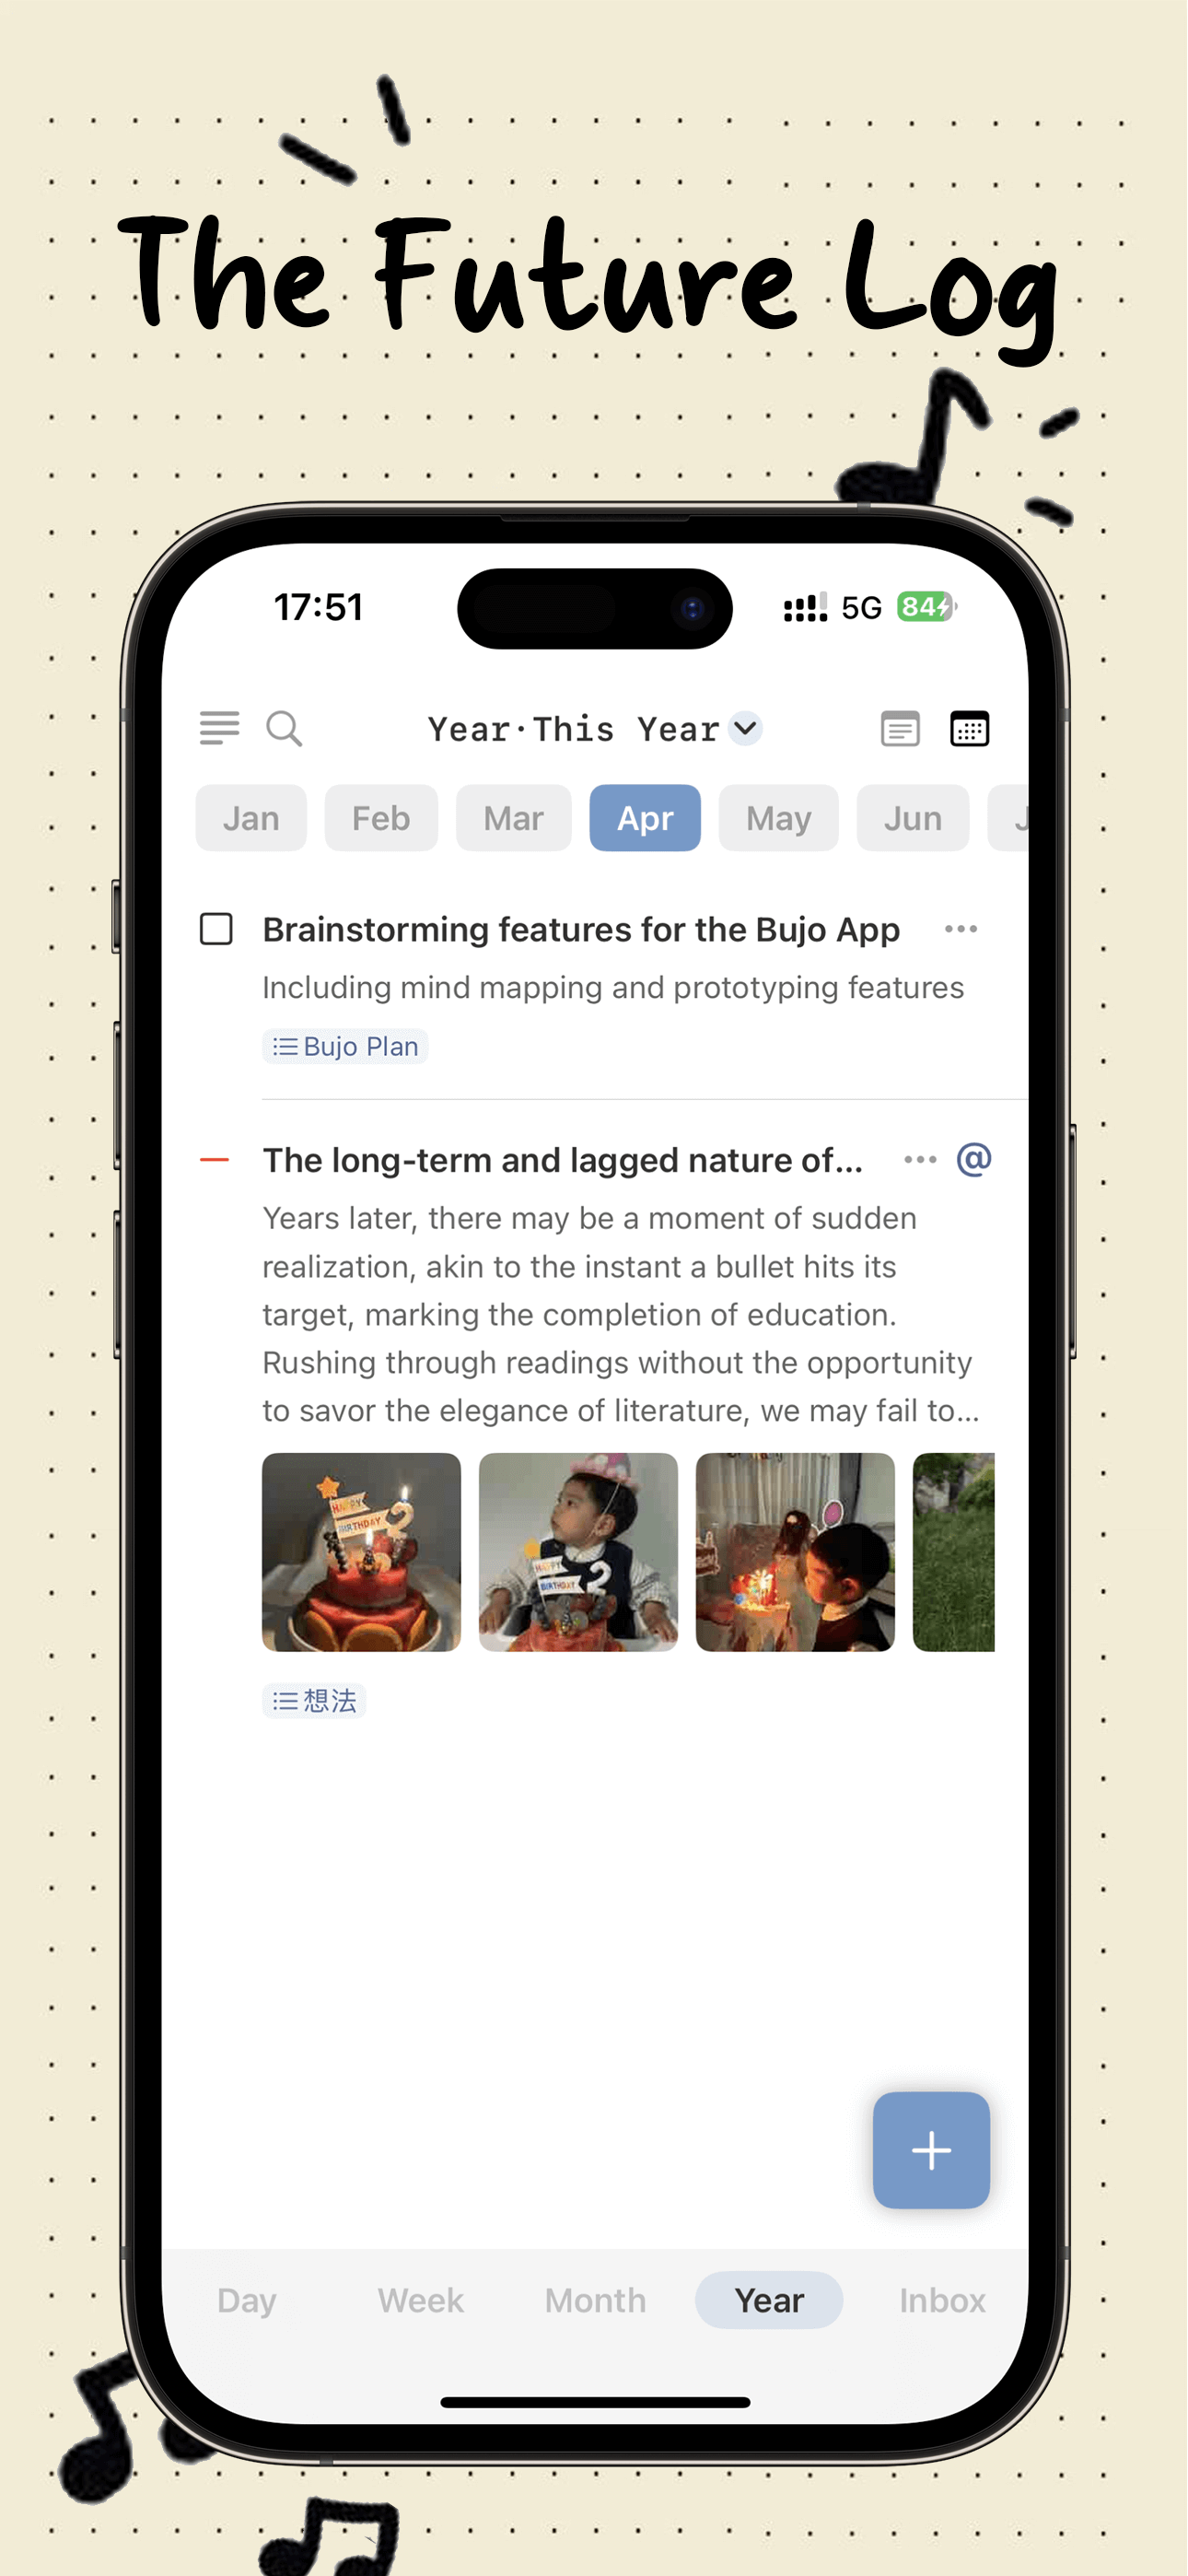 The Future Log
17:51 5G 84
Year·This Year
Jan Feb Mar Apr May Jun J
Brainstorming features for the Bujo App
Including mind mapping and prototyping features
Bujo Plan
The long-term and lagged nature of... @
Years later, there may be a moment of sudden
realization, akin to the instant a bullet hits its
target, marking the completion of education.
Rushing through readings without the opportunity
to savor the elegance of literature, we may fail to...
HAPPY
BIRTHDAY
2
HAPPY
BIRTHDAY
2
想法
Day Week Month Year Inbox